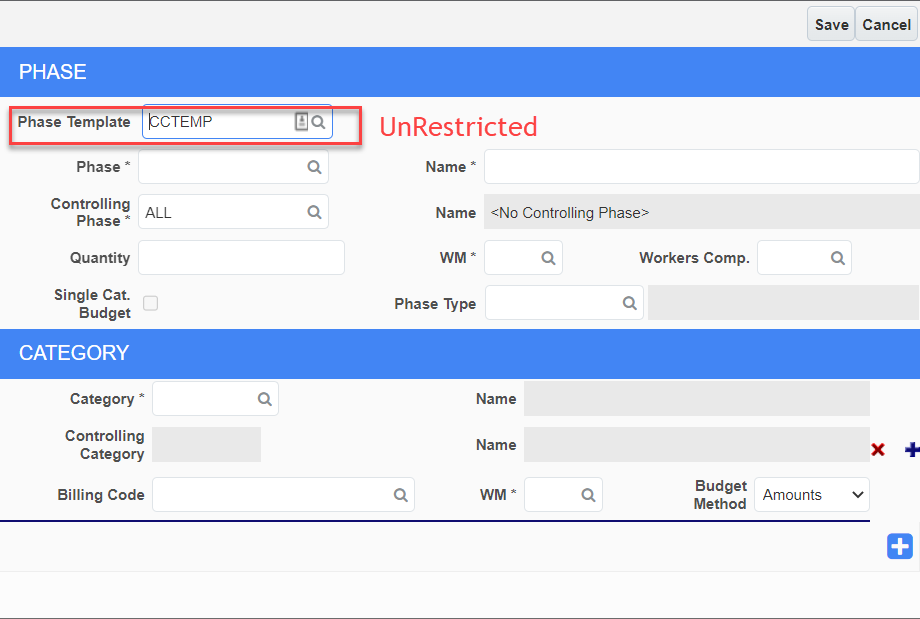 Save Cancel
PHASE
Phase Template CCTEMP UnRestricted
Phase * Name *
Controlling Phase * ALL Name <No Controlling Phase>
Quantity WM * Workers Comp.
Single Cat. Budget Phase Type
CATEGORY
Category * Name
Controlling Category Name
Billing Code WM * Budget Method Amounts